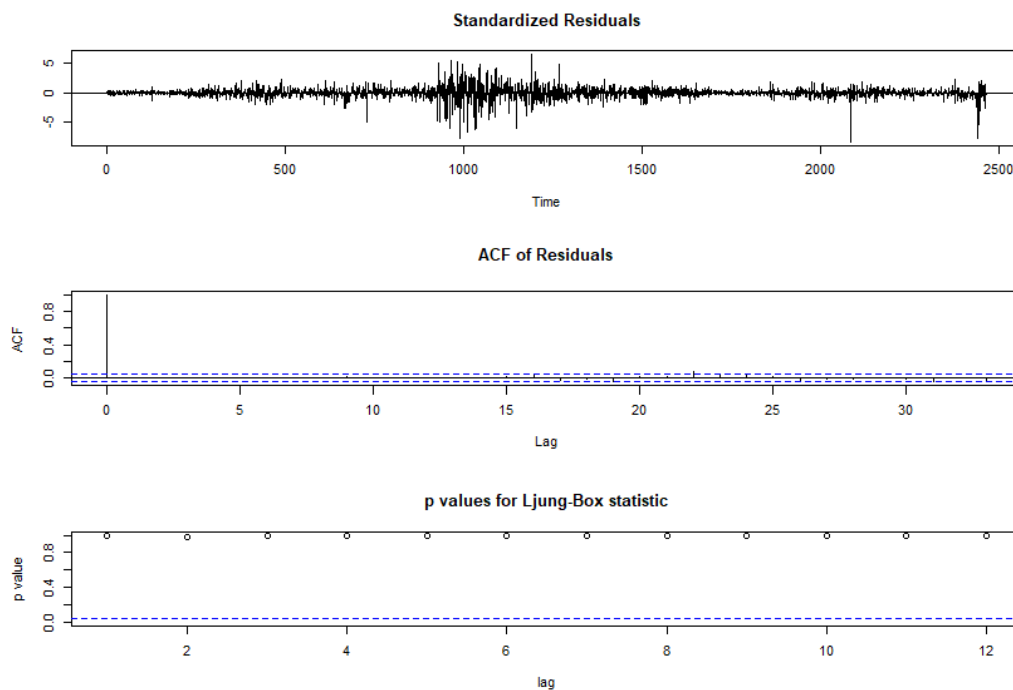 Standardized Residuals
5
0
-5
0 500 1000 1500 2000 2500
Time
ACF of Residuals
ACF
0.8
0.4
0.0
0 5 10 15 20 25 30
Lag
p values for Ljung-Box statistic
p value
0.8
0.4
0.0
2 4 6 8 10 12
lag